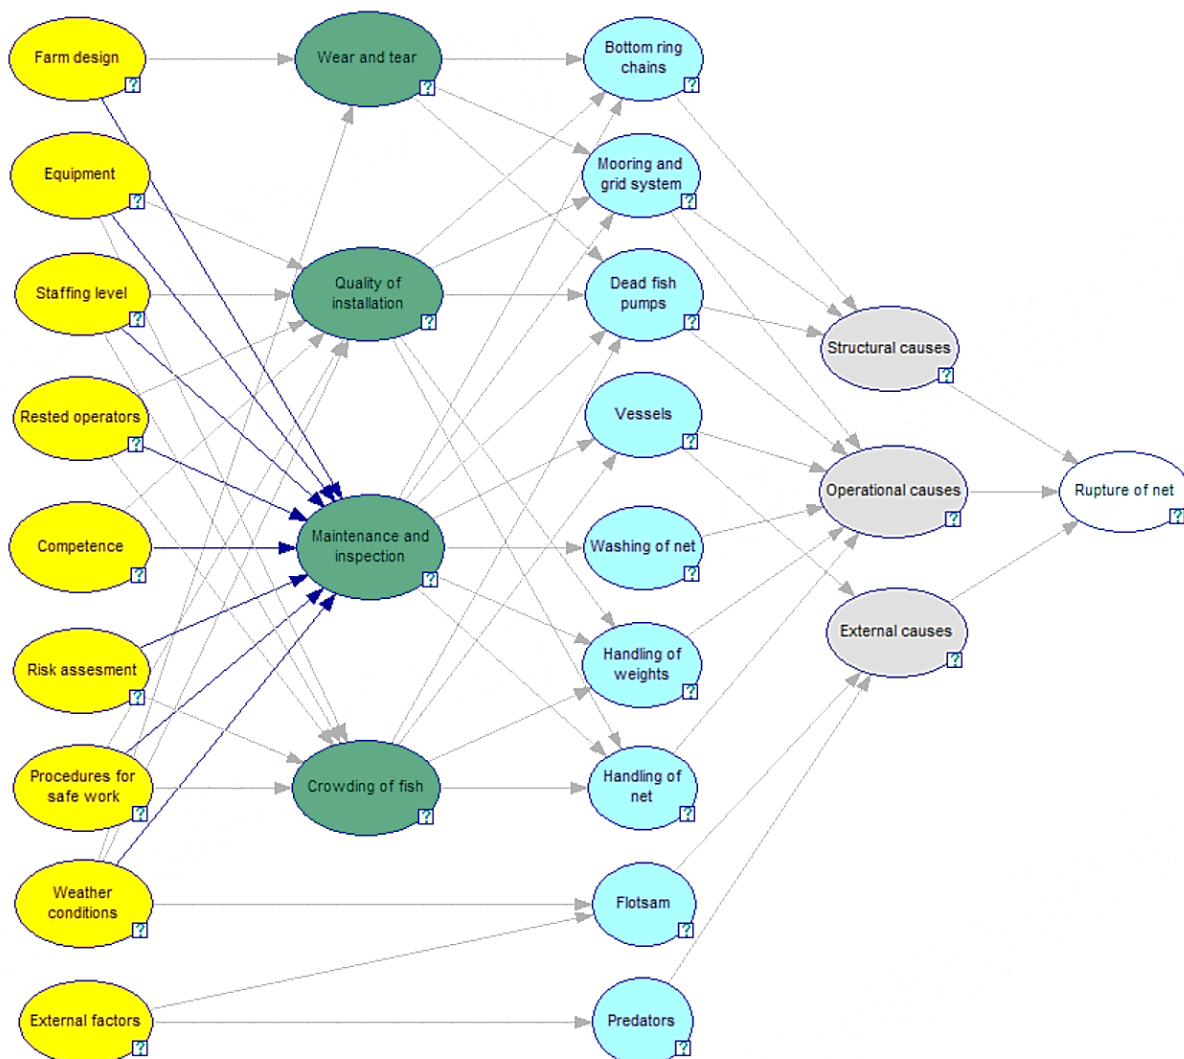 Farm design
?
Equipment
?
Staffing level
?
Rested operators
?
Competence
?
Risk assesment
?
Procedures for
safe work
?
Weather
conditions
?
External factors
?
Wear and tear
?
Quality of
installation
?
Maintenance and
inspection
?
Crowding of fish
?
Bottom ring
chains
?
Mooring and
grid system
?
Dead fish
pumps
?
Vessels
?
Washing of net
?
Handling of
weights
?
Handling of
net
?
Flotsam
?
Predators
?
Structural causes
?
Operational causes
?
External causes
?
Rupture of net
?